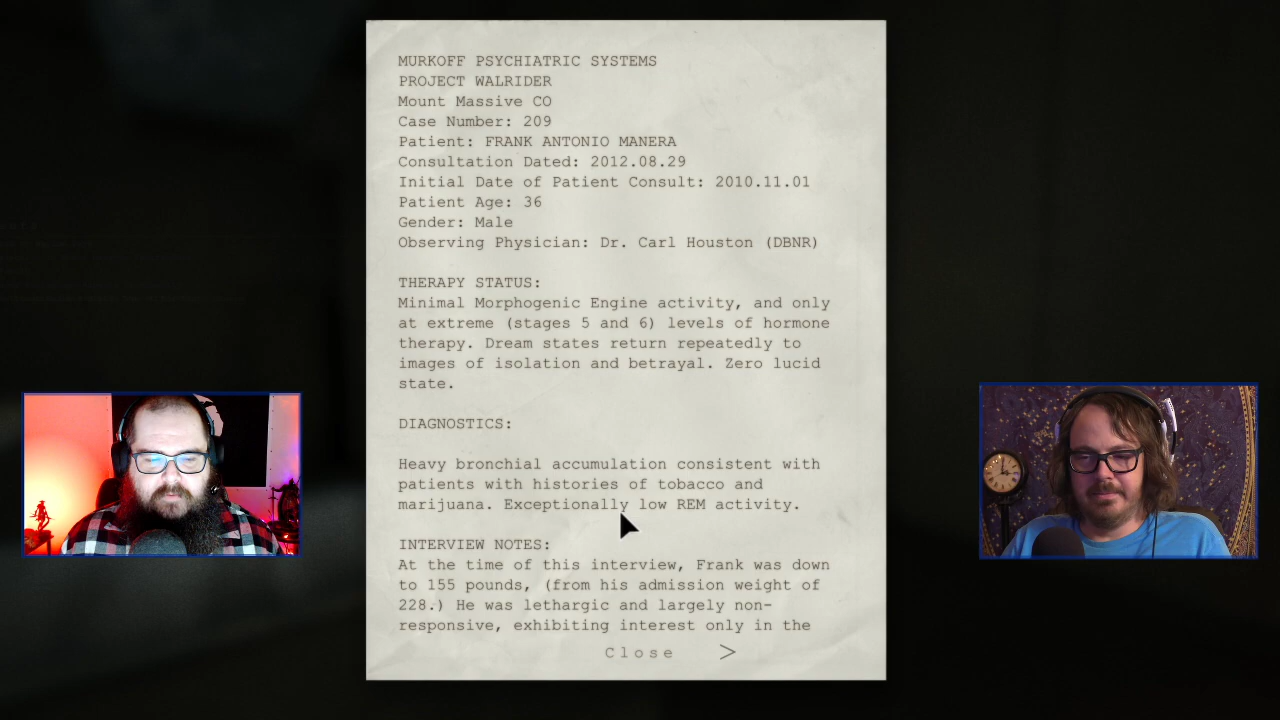 MURKOFF PSYCHIATRIC SYSTEMS
PROJECT WALRIDER
Mount Massive CO
Case Number: 209
Patient: FRANK ANTONIO MANERA
Consultation Dated: 2012.08.29
Initial Date of Patient Consult: 2010.11.01
Patient Age: 36
Gender: Male
Observing Physician: Dr. Carl Houston (DBNR)
THERAPY STATUS:
Minimal Morphogenic Engine activity, and only
at extreme (stages 5 and 6) levels of hormone
therapy. Dream states return repeatedly to
images of isolation and betrayal. Zero lucid
state.
DIAGNOSTICS:
Heavy bronchial accumulation consistent with
patients with histories of tobacco and
marijuana. Exceptionally low REM activity.
INTERVIEW NOTES:
At the time of this interview, Frank was down
to 155 pounds, (from his admission weight of
228.) He was lethargic and largely non-
responsive, exhibiting interest only in the
Close >